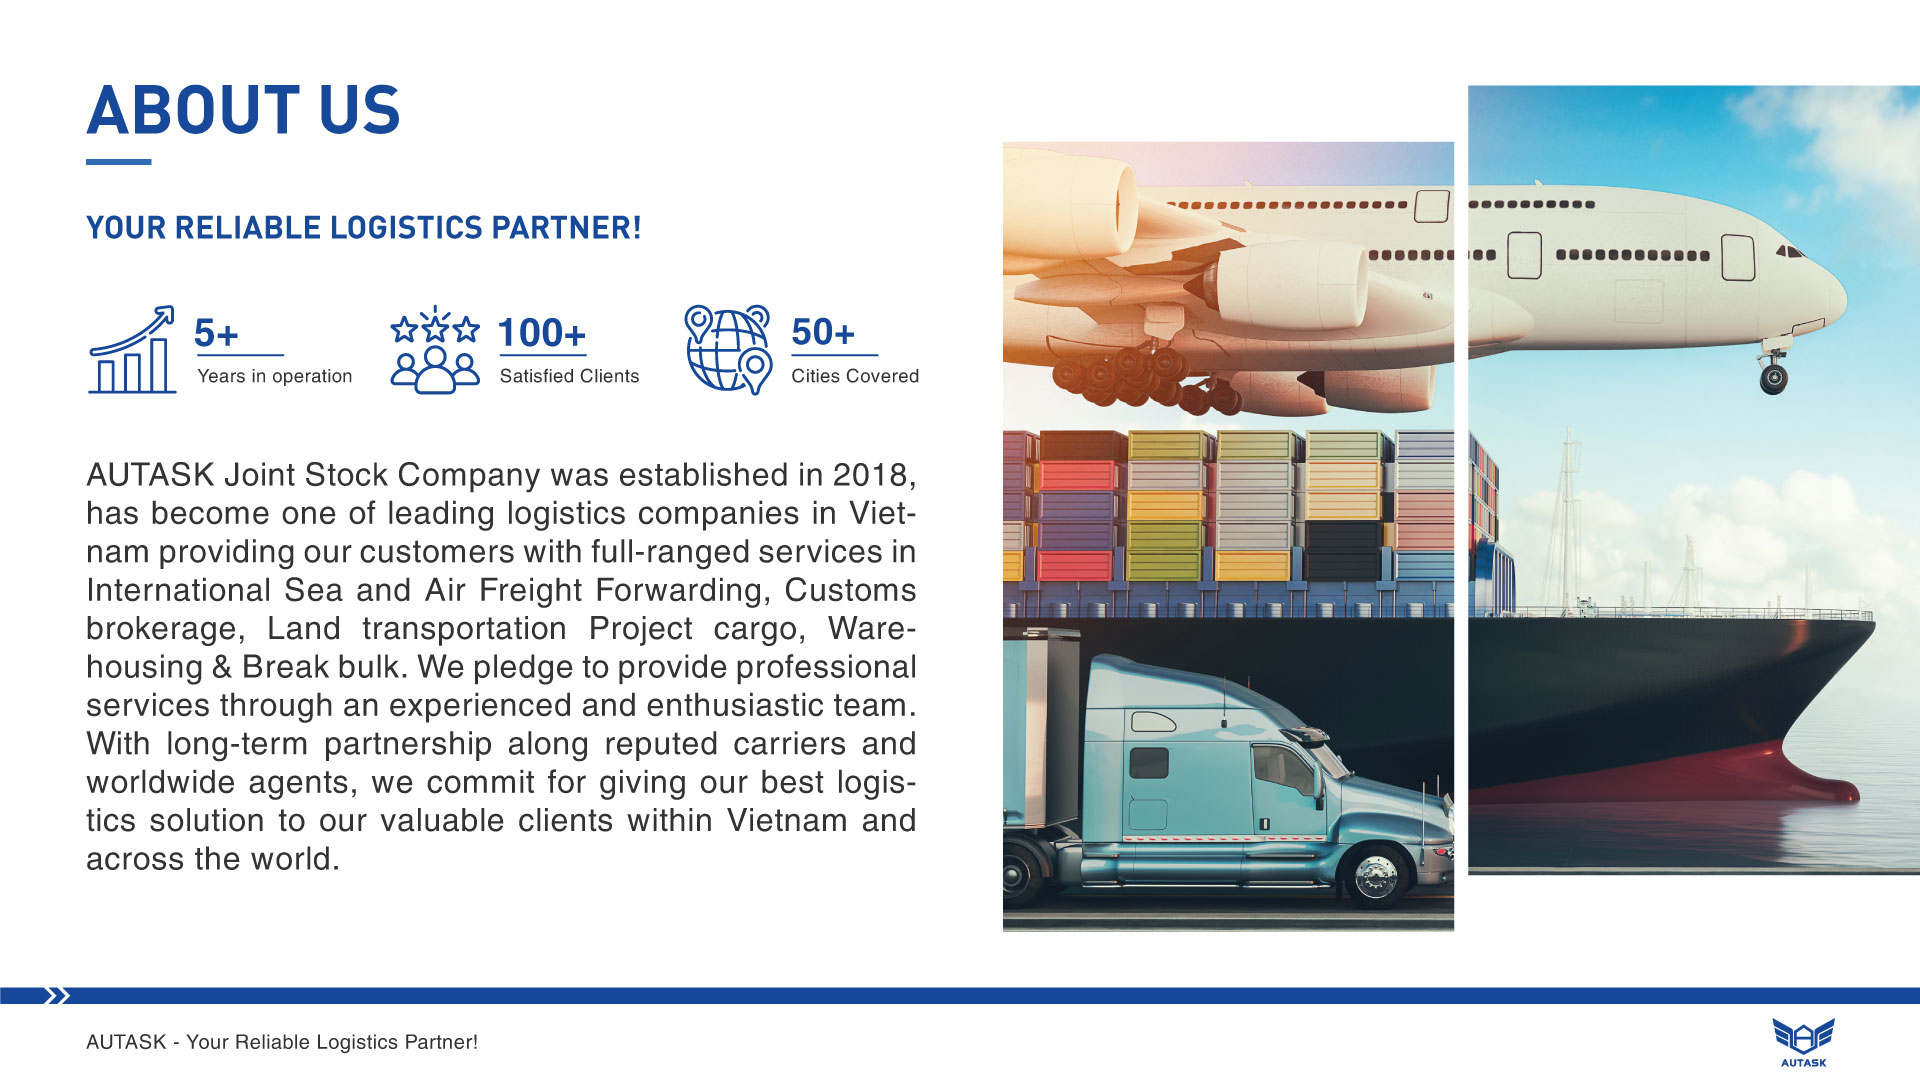 ABOUT US
YOUR RELIABLE LOGISTICS PARTNER!
5+
Years in operation
100+
Satisfied Clients
50+
Cities Covered
AUTASK Joint Stock Company was established in 2018,
has become one of leading logistics companies in Viet-
nam providing our customers with full-ranged services in
International Sea and Air Freight Forwarding, Customs
brokerage, Land transportation Project cargo, Ware-
housing & Break bulk. We pledge to provide professional
services through an experienced and enthusiastic team.
With long-term partnership along reputed carriers and
worldwide agents, we commit for giving our best logis-
tics solution to our valuable clients within Vietnam and
across the world.
AUTASK - Your Reliable Logistics Partner!
AUTASK